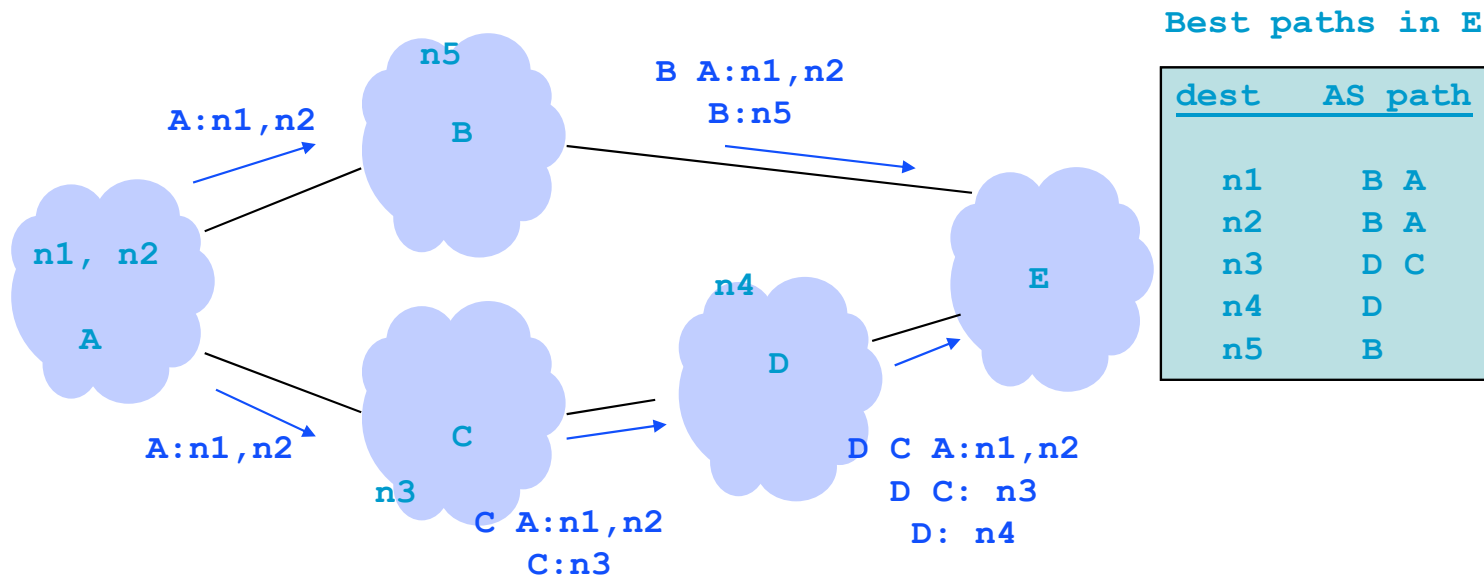 Best paths in E
n5
A:n1,n2
B
B A:n1,n2
B:n5
n1, n2
A
A:n1,n2
C
n3
C A:n1,n2
C:n3
n4
D
D C A:n1,n2
D C: n3
D: n4
E
dest AS path
n1 B A
n2 B A
n3 D C
n4 D
n5 B